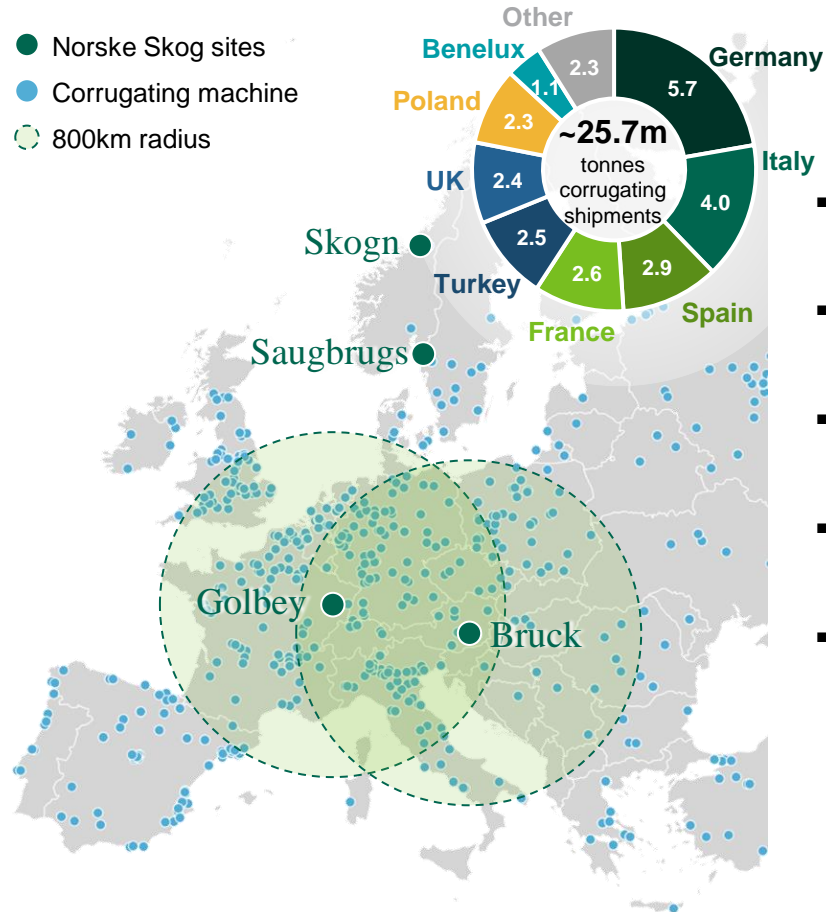 Norske Skog sites
Corrugating machine
800km radius
Other
2.3
Benelux
1.1
Germany
5.7
Poland
2.3
~25.7m
tonnes
corrugating
shipments
UK
2.4
Italy
4.0
Turkey
2.5
France
2.6
Spain
2.9
Skogn
Saugbrugs
Golbey
Bruck